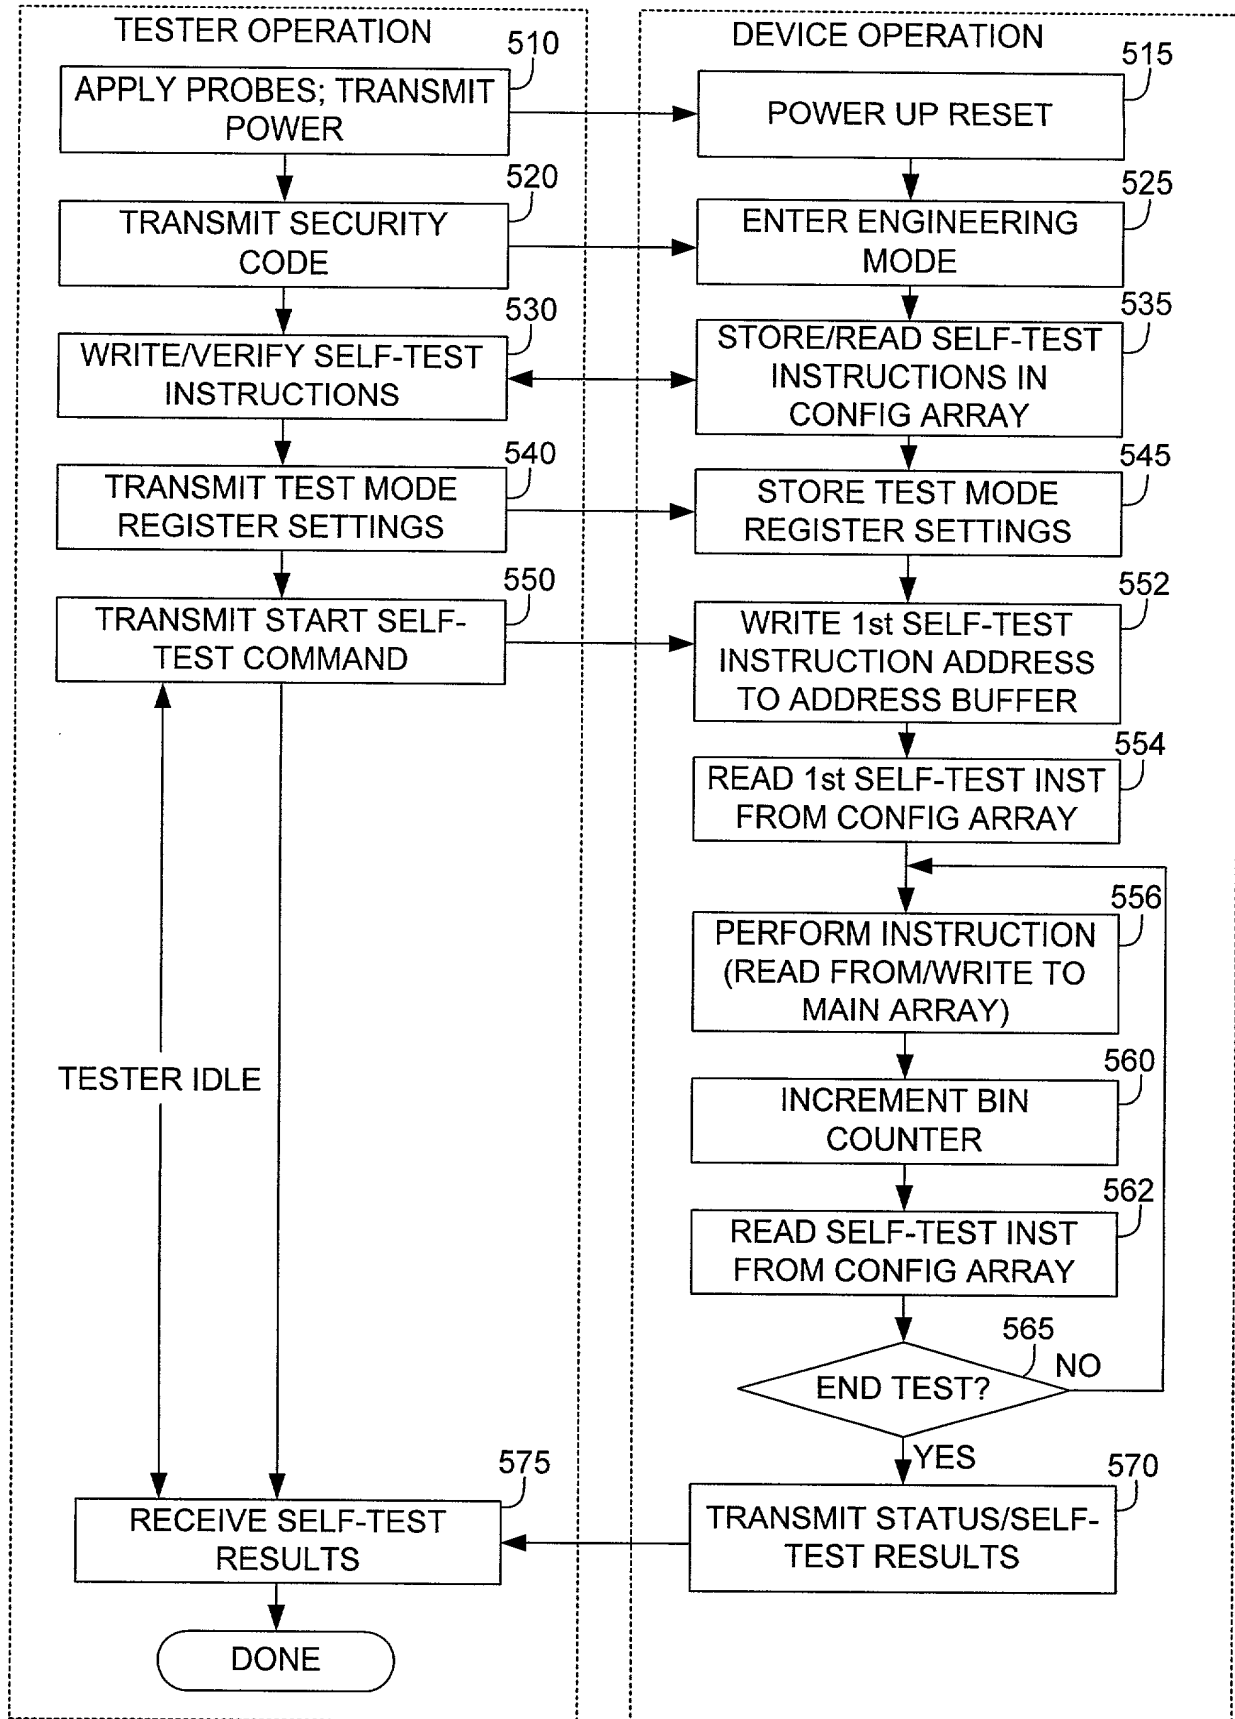 TESTER OPERATION
510
APPLY PROBES; TRANSMIT
POWER
520
TRANSMIT SECURITY
CODE
530
WRITE/VERIFY SELF-TEST
INSTRUCTIONS
540
TRANSMIT TEST MODE
REGISTER SETTINGS
550
TRANSMIT START SELF-
TEST COMMAND
TESTER IDLE
575
RECEIVE SELF-TEST
RESULTS
DONE
DEVICE OPERATION
515
POWER UP RESET
525
ENTER ENGINEERING
MODE
535
STORE/READ SELF-TEST
INSTRUCTIONS IN
CONFIG ARRAY
545
STORE TEST MODE
REGISTER SETTINGS
552
WRITE 1st SELF-TEST
INSTRUCTION ADDRESS
TO ADDRESS BUFFER
554
READ 1st SELF-TEST INST
FROM CONFIG ARRAY
556
PERFORM INSTRUCTION
(READ FROM/WRITE TO
MAIN ARRAY)
560
INCREMENT BIN
COUNTER
562
READ SELF-TEST INST
FROM CONFIG ARRAY
565
NO
END TEST?
YES
570
TRANSMIT STATUS/SELF-
TEST RESULTS